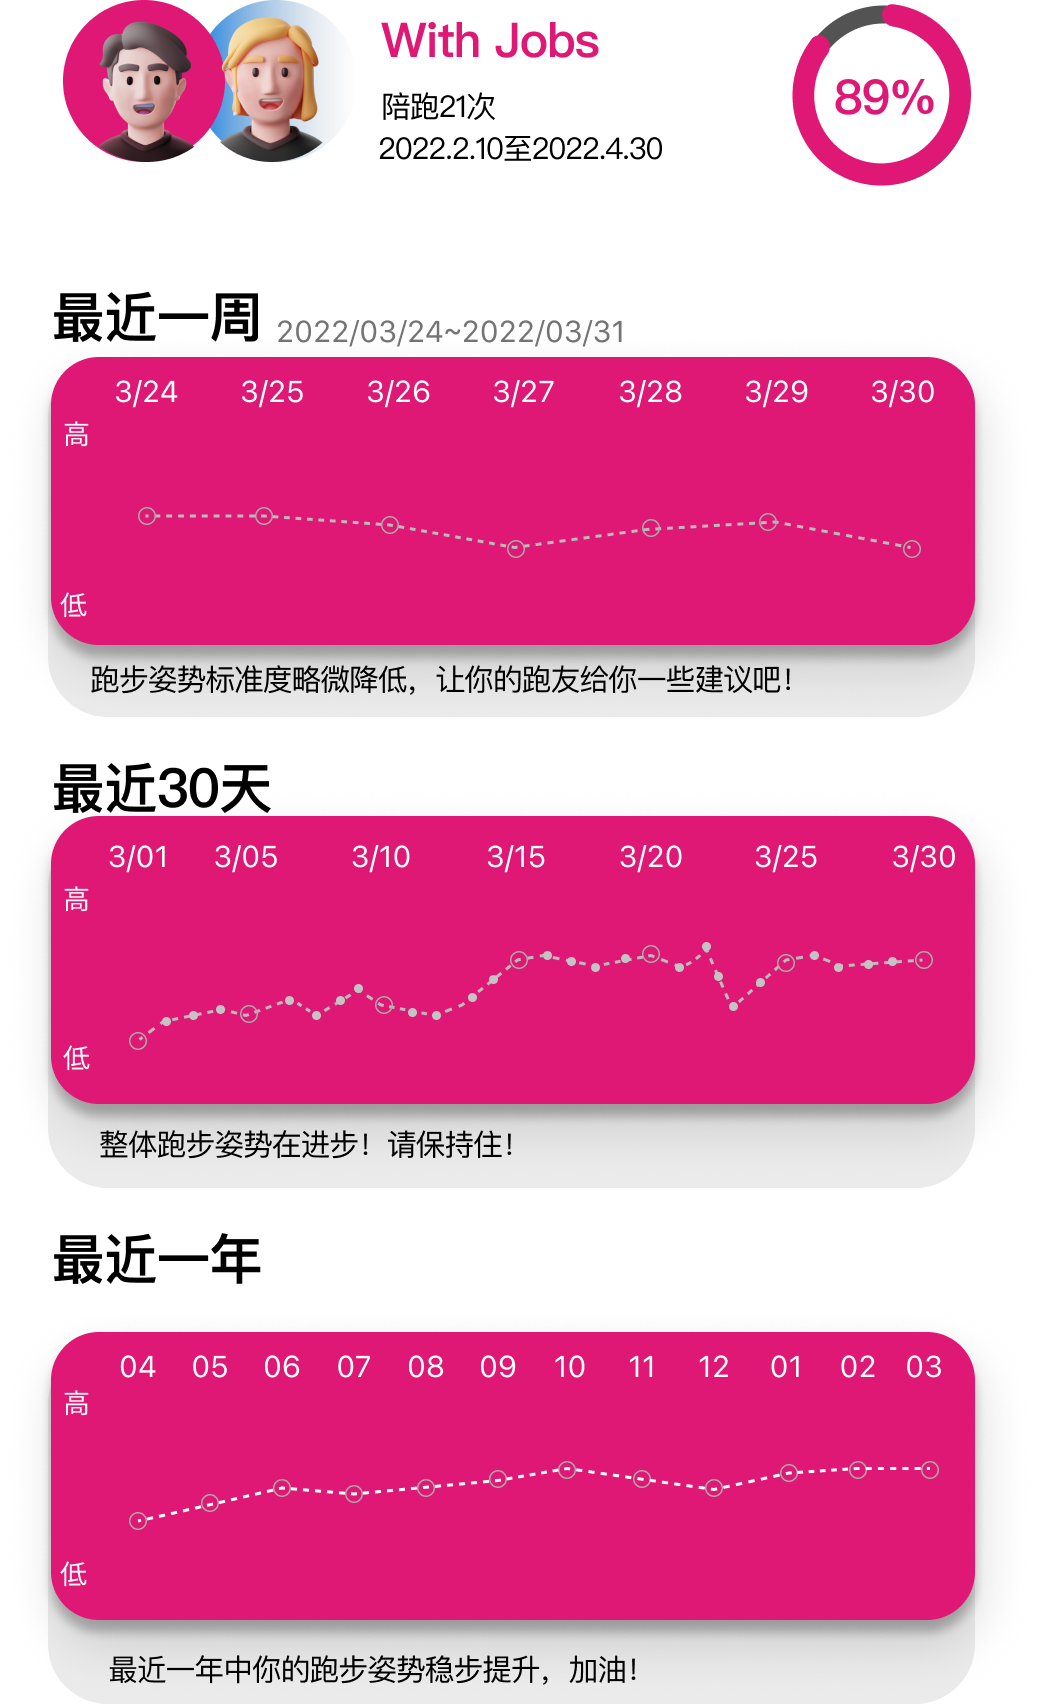 With Jobs
陪跑21次
2022.2.10至2022.4.30
89%
最近一周 2022/03/24~2022/03/31
3/24 3/25 3/26 3/27 3/28 3/29 3/30
高
低
跑步姿势标准度略微降低，让你的跑友给你一些建议吧！
最近30天
3/01 3/05 3/10 3/15 3/20 3/25 3/30
高
低
整体跑步姿势在进步！请保持住！
最近一年
04 05 06 07 08 09 10 11 12 01 02 03
高
低
最近一年中你的跑步姿势稳步提升，加油！